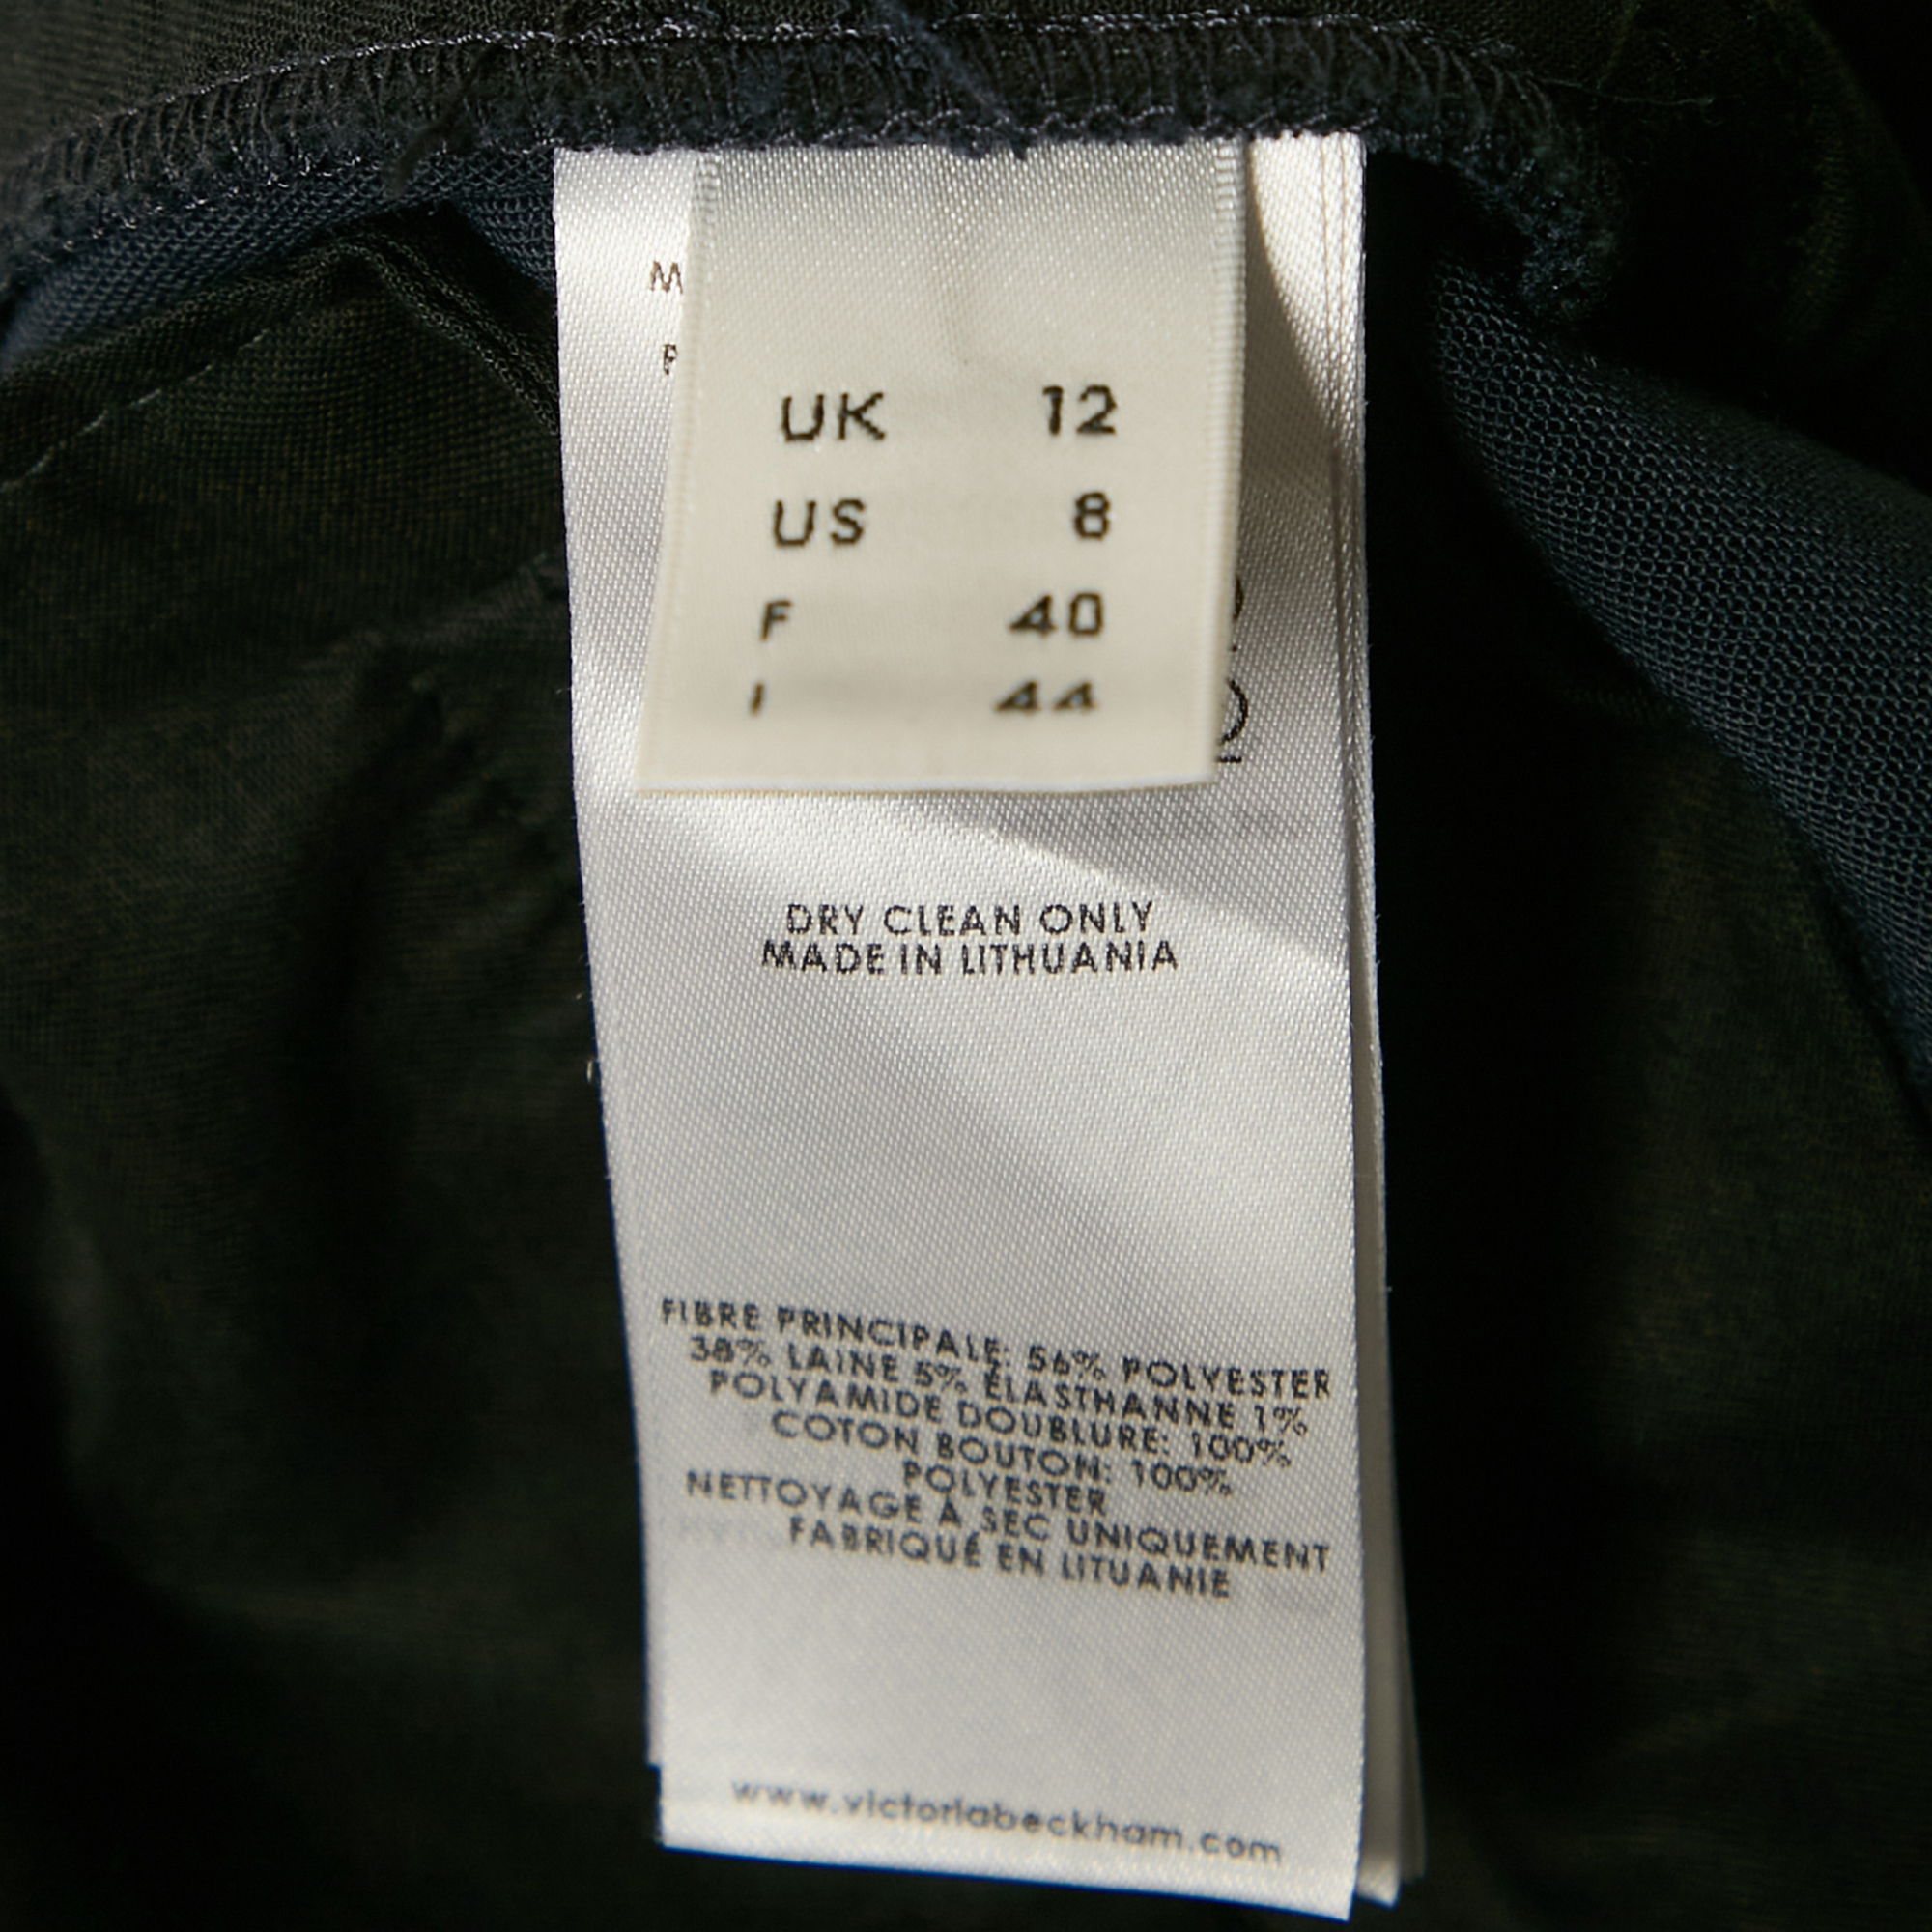 UK 12
US 8
F 40
I 44
DRY CLEAN ONLY
MADE IN LITHUANIA
FIBRE PRINCIPALE: 56% POLYESTER
38% LAINE 5% ÉLASTHANNE 1%
POLYAMIDE DOUBLURE: 100%
COTON BOUTON: 100%
POLYESTER
NETTOYAGE À SEC UNIQUEMENT
FABRIQUÉ EN LITUANIE
www.victoriabeckham.com